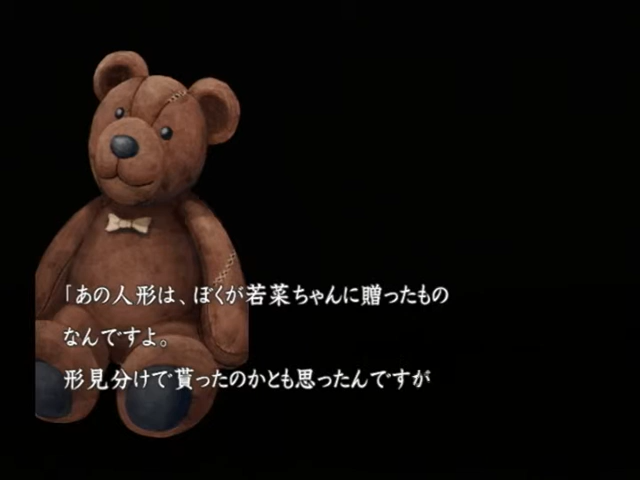 「あの人形は、ぼくが若菜ちゃんに贈ったもの
なんですよ。
形見分けで貰ったのかとも思ったんですが